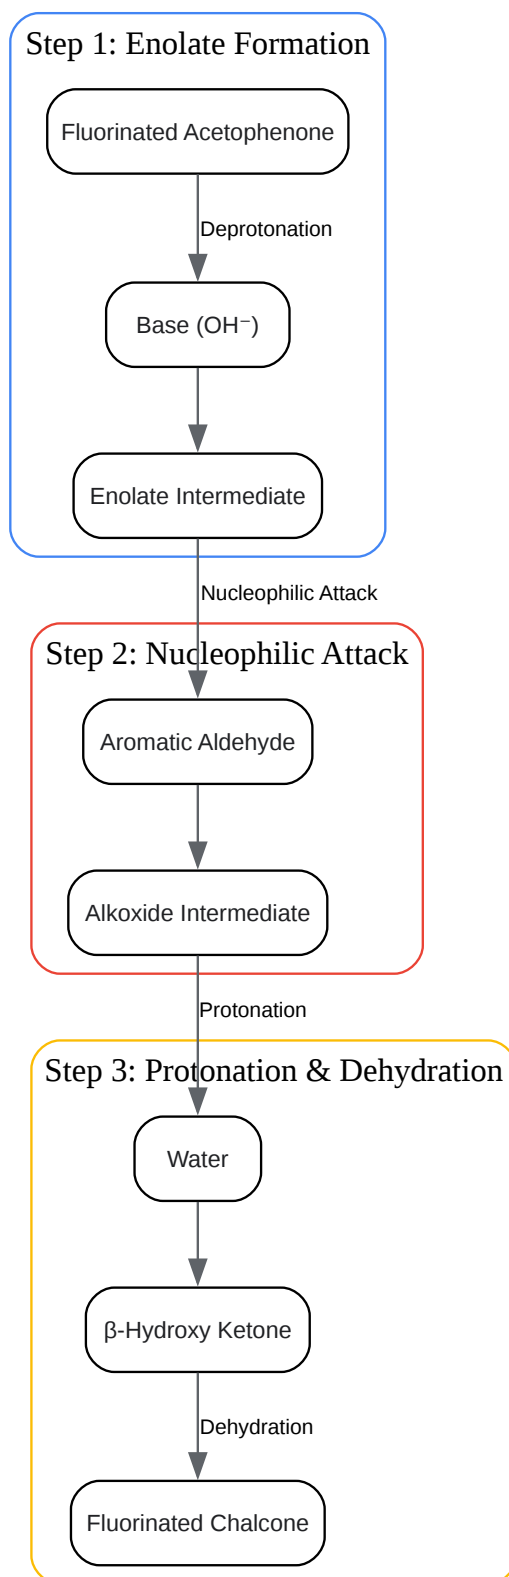 Step 1: Enolate Formation
Fluorinated Acetophenone
Deprotonation
Base (OH⁻)
Enolate Intermediate
Nucleophilic Attack
Step 2: Nucleophilic Attack
Aromatic Aldehyde
Alkoxide Intermediate
Protonation
Step 3: Protonation & Dehydration
Water
β-Hydroxy Ketone
Dehydration
Fluorinated Chalcone